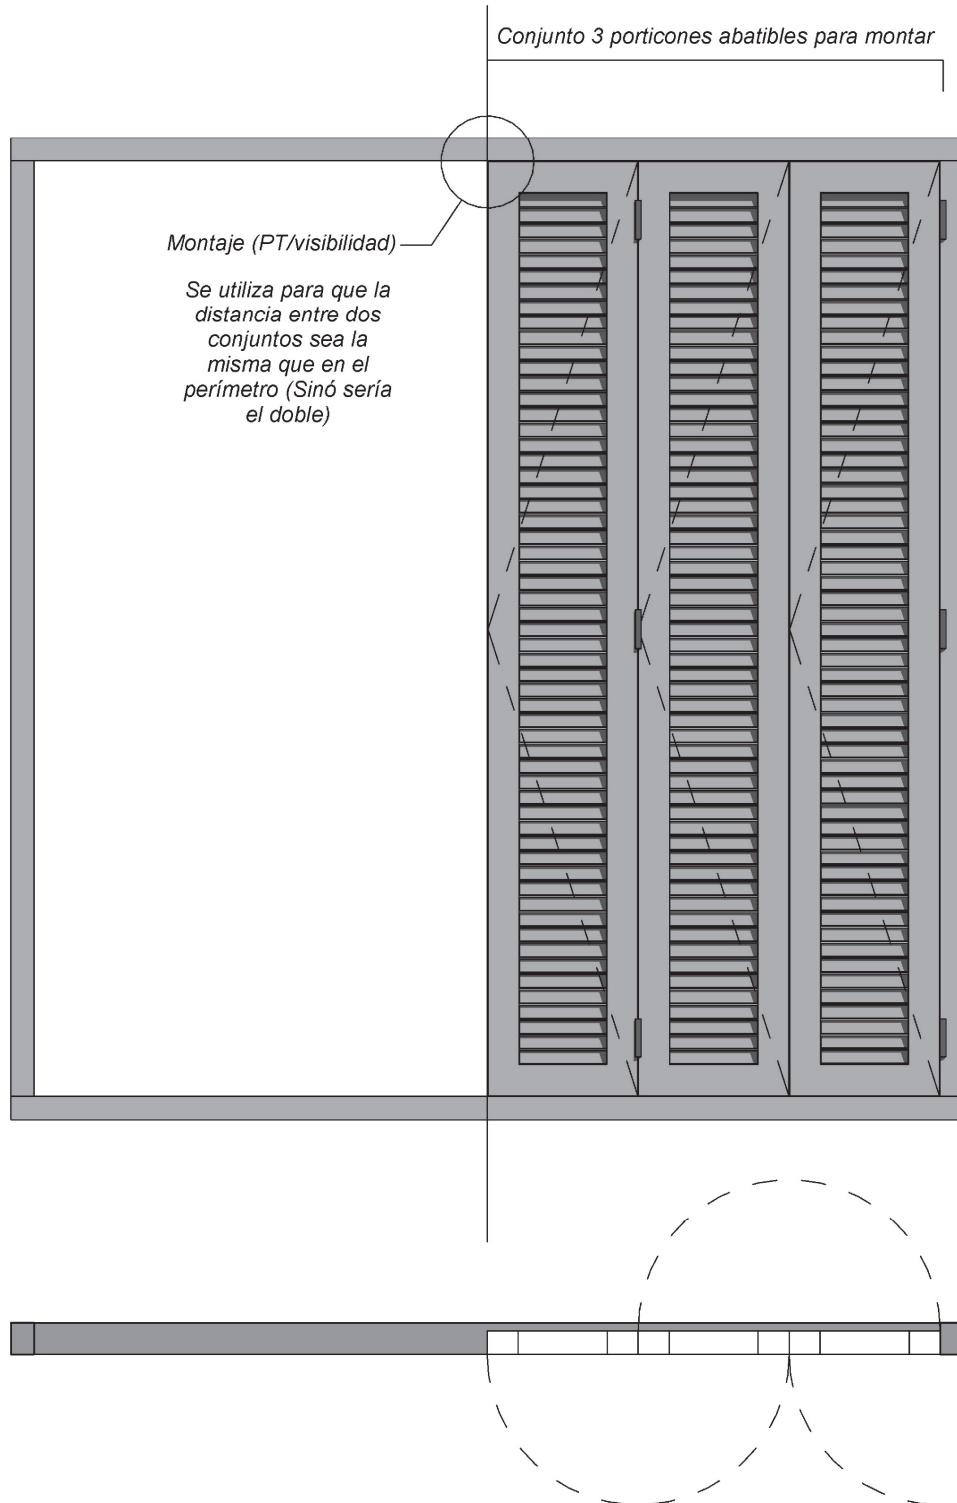 Conjunto 3 porticones abatibles para montar
Montaje (PT/visibilidad)
Se utiliza para que la
distancia entre dos
conjuntos sea la
misma que en el
perímetro (Sinó sería
el doble)